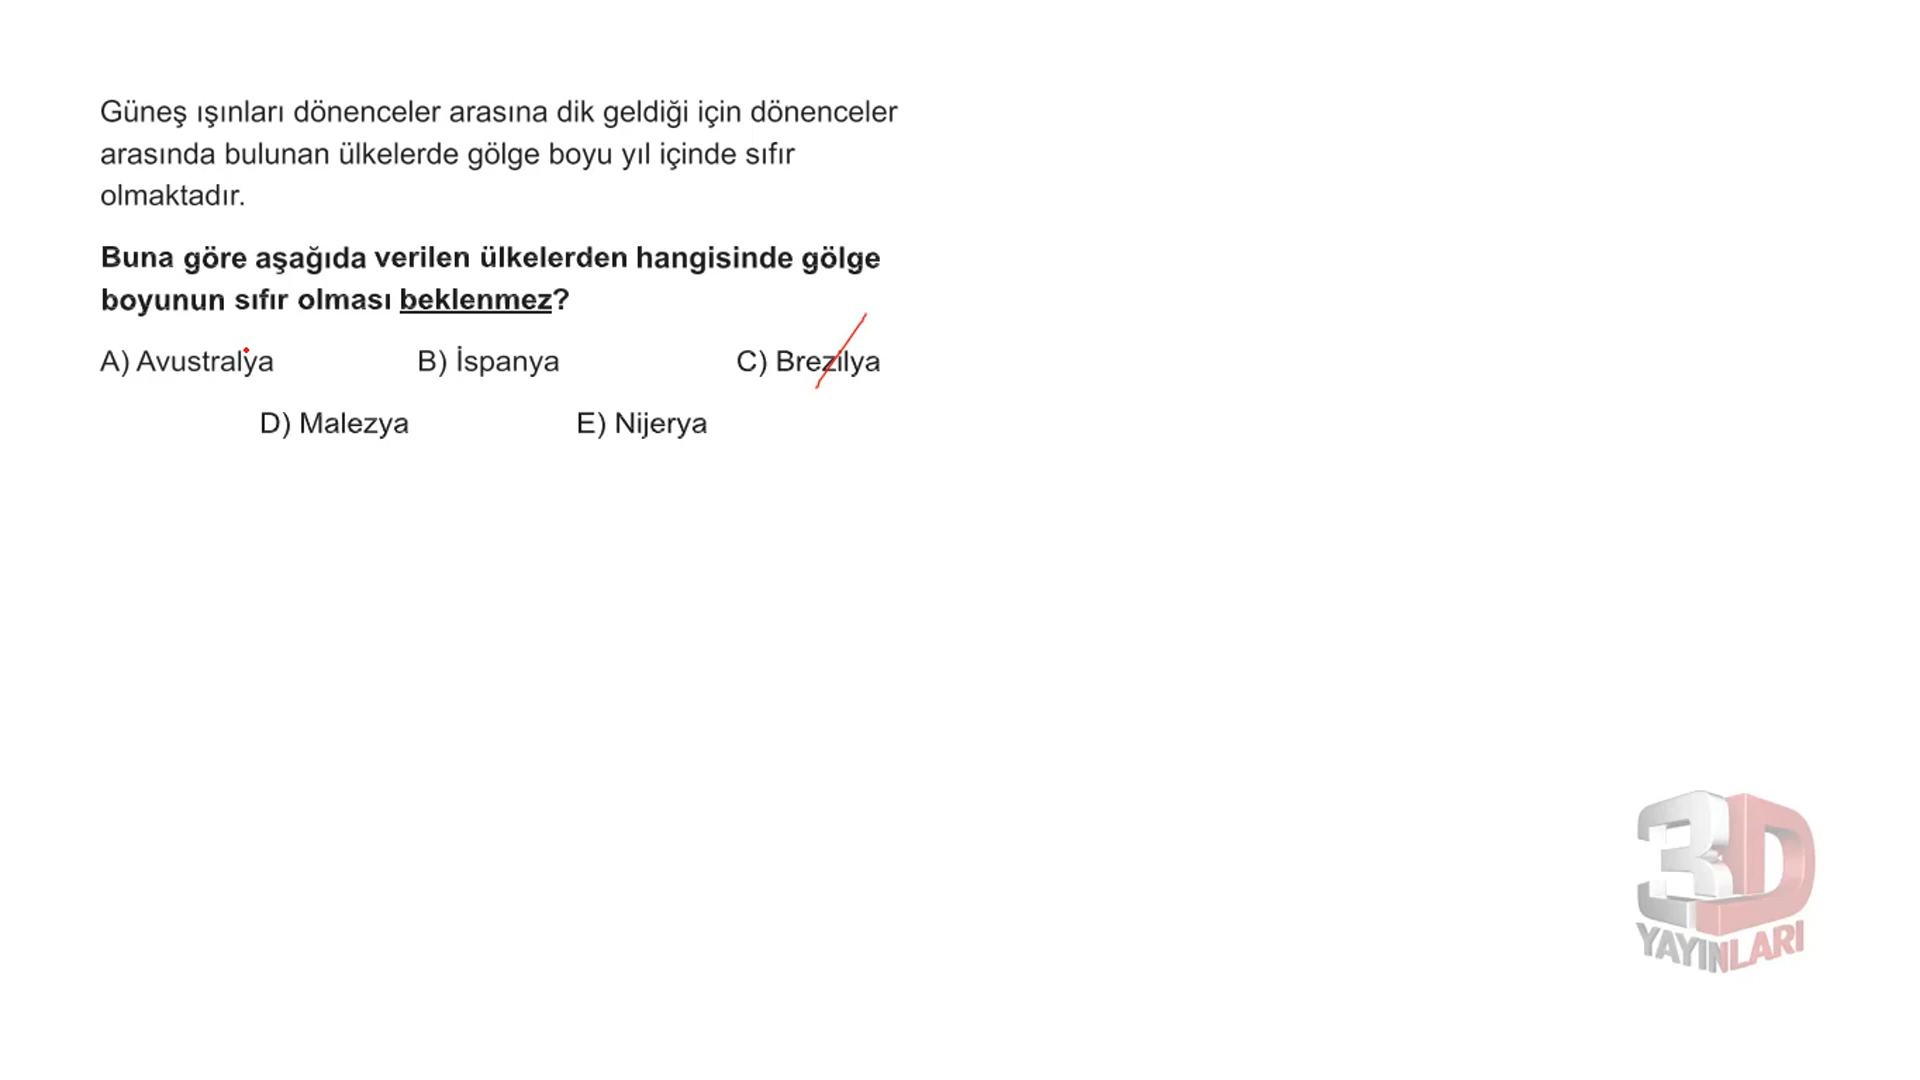 Güneş ışınları dönenceler arasına dik geldiği için dönenceler
arasında bulunan ülkelerde gölge boyu yıl içinde sıfır
olmaktadır.
Buna göre aşağıda verilen ülkelerden hangisinde gölge
boyunun sıfır olması beklenmez?
A) Avustralya B) İspanya C) Brezilya
D) Malezya E) Nijerya
3D
YAYINLARI